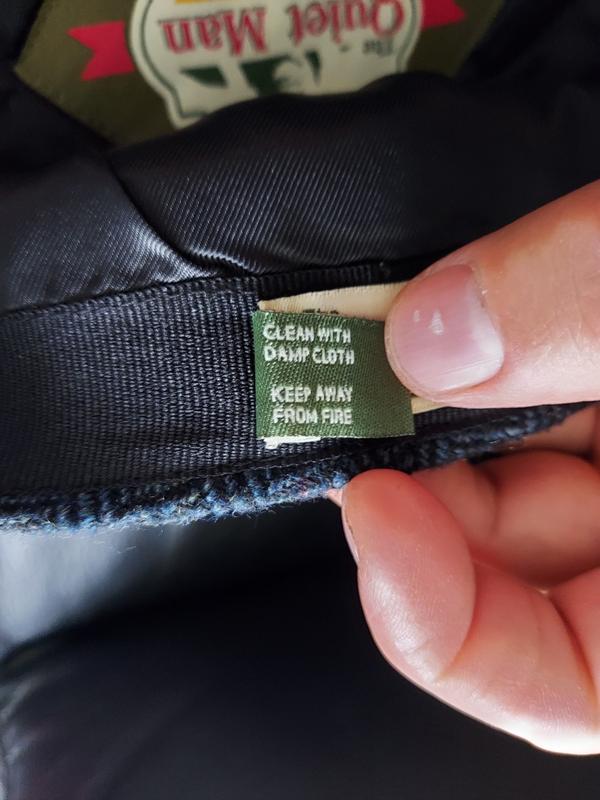 The
Quiet Man
CLEAN WITH
DAMP CLOTH
KEEP AWAY
FROM FIRE